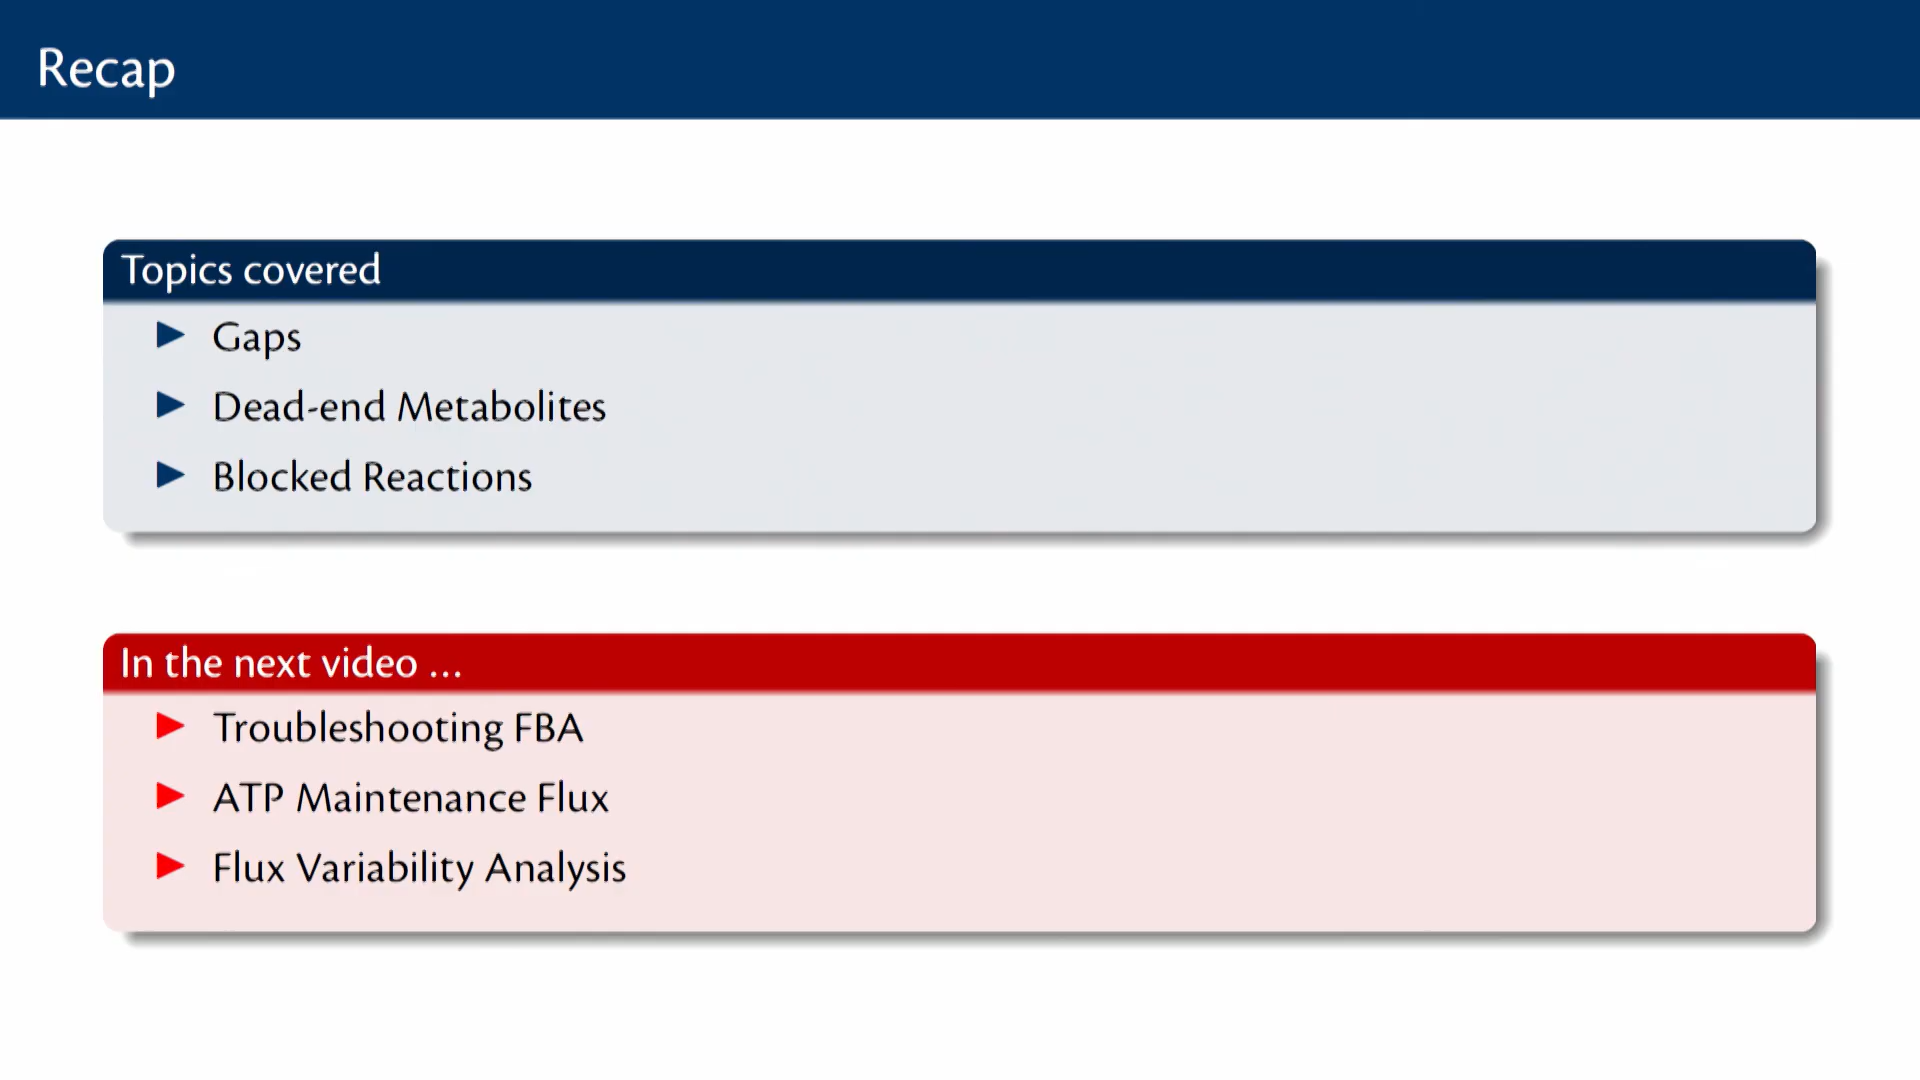 Recap
Topics covered
Gaps
Dead-end Metabolites
Blocked Reactions
In the next video ...
Troubleshooting FBA
ATP Maintenance Flux
Flux Variability Analysis